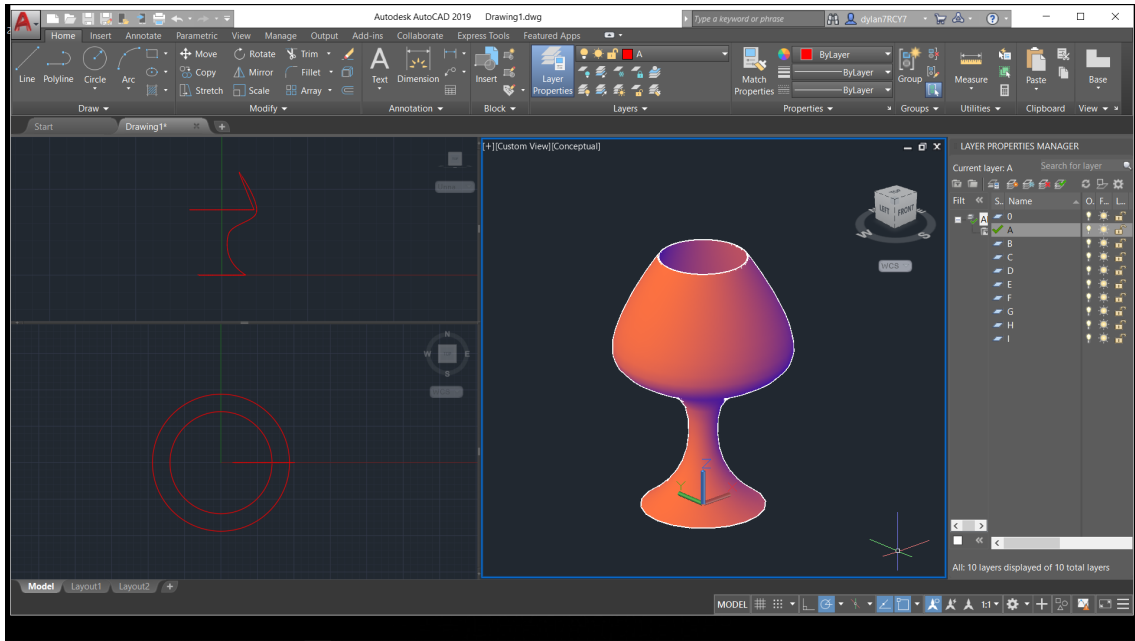 Autodesk AutoCAD 2019 Drawing1.dwg
Type a keyword or phrase
dylan7RCY7
Home Insert Annotate Parametric View Manage Output Add-ins Collaborate Express Tools Featured Apps
Line Polyline Circle Arc
Move Rotate Trim
Copy Mirror Fillet
Stretch Scale Array
Text Dimension
Insert
Layer Properties
A
Match Properties
ByLayer
ByLayer
ByLayer
Group
Measure
Paste
Base
Draw Modify Annotation Block Layers Properties Groups Utilities Clipboard View
Start Drawing1*
[+][Custom View][Conceptual]
LEFT FRONT
W S
WCS
Z
Y
N
W E
S
LAYER PROPERTIES MANAGER
Current layer: A
Search for layer
Filt S.. Name O. F... L...
A
0
A
B
C
D
E
F
G
H
I
All: 10 layers displayed of 10 total layers
Model Layout1 Layout2 +
MODEL 1:1